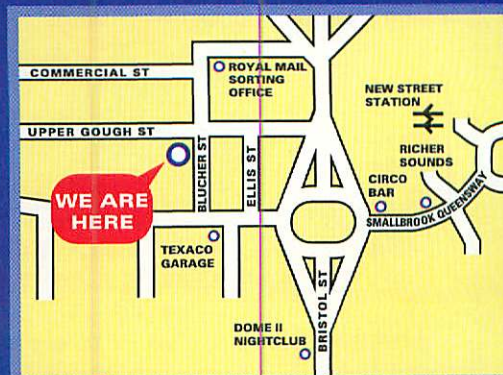 COMMERCIAL ST
ROYAL MAIL
SORTING
OFFICE
NEW STREET
STATION
UPPER GOUGH ST
RICHER
SOUNDS
BLUCHER ST
ELLIS ST
CIRCO
BAR
WE ARE
HERE
SMALLBROOK QUEENSWAY
TEXACO
GARAGE
BRISTOL ST
DOME II
NIGHTCLUB